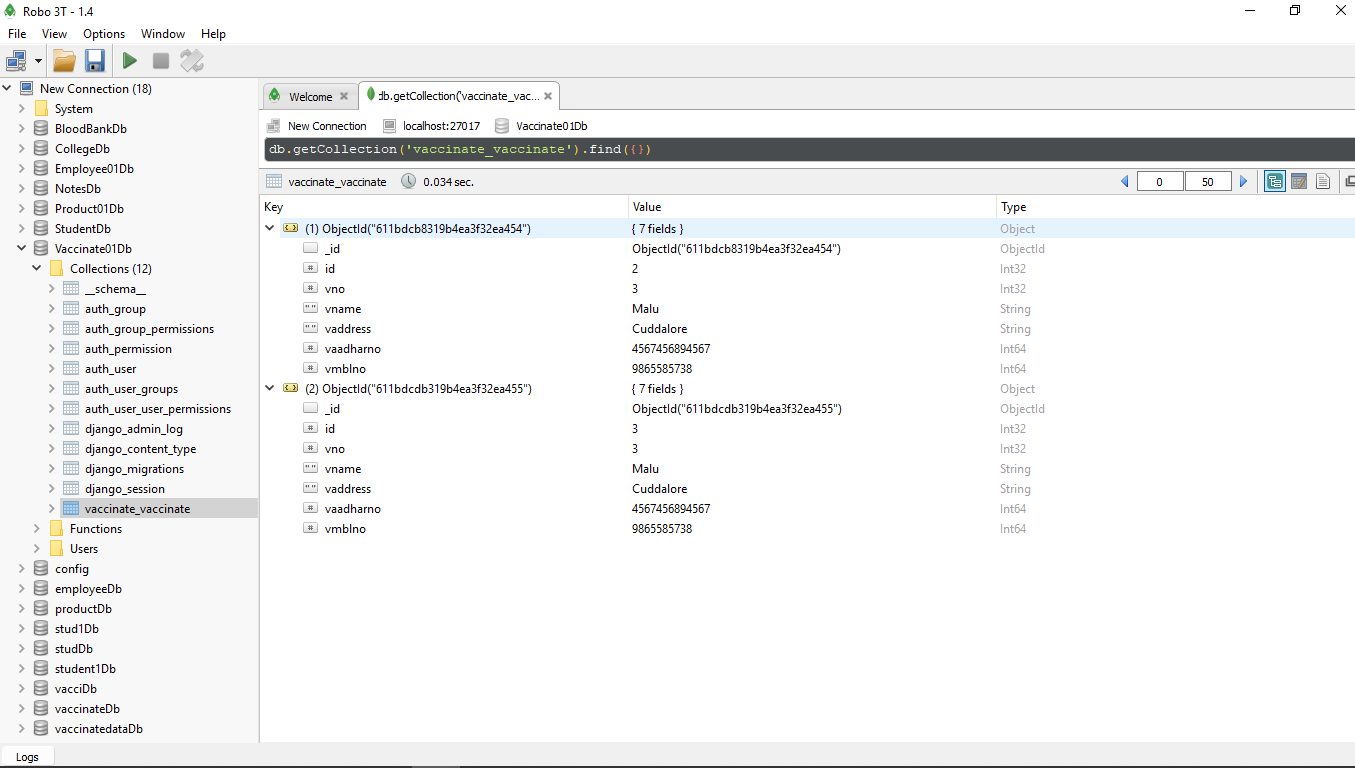 Robo 3T - 1.4
File View Options Window Help
New Connection (18)
System
BloodBankDb
CollegeDb
Employee01Db
NotesDb
Product01Db
StudentDb
Vaccinate01Db
Collections (12)
__schema__
auth_group
auth_group_permissions
auth_permission
auth_user
auth_user_groups
auth_user_user_permissions
django_admin_log
django_content_type
django_migrations
django_session
vaccinate_vaccinate
Functions
Users
config
employeeDb
productDb
stud1Db
studDb
student1Db
vacciDb
vaccinateDb
vaccinatedataDb
Welcome db.getCollection('vaccinate_vac...
New Connection localhost:27017 Vaccinate01Db
db.getCollection('vaccinate_vaccinate').find({})
vaccinate_vaccinate 0.034 sec. 0 50
Key Value Type
(1) ObjectId("611bdcb8319b4ea3f32ea454") { 7 fields } Object
_id ObjectId("611bdcb8319b4ea3f32ea454") ObjectId
id 2 Int32
vno 3 Int32
vname Malu String
vaddress Cuddalore String
vaadharno 4567456894567 Int64
vmblno 9865585738 Int64
(2) ObjectId("611bdcdb319b4ea3f32ea455") { 7 fields } Object
_id ObjectId("611bdcdb319b4ea3f32ea455") ObjectId
id 3 Int32
vno 3 Int32
vname Malu String
vaddress Cuddalore String
vaadharno 4567456894567 Int64
vmblno 9865585738 Int64
Logs